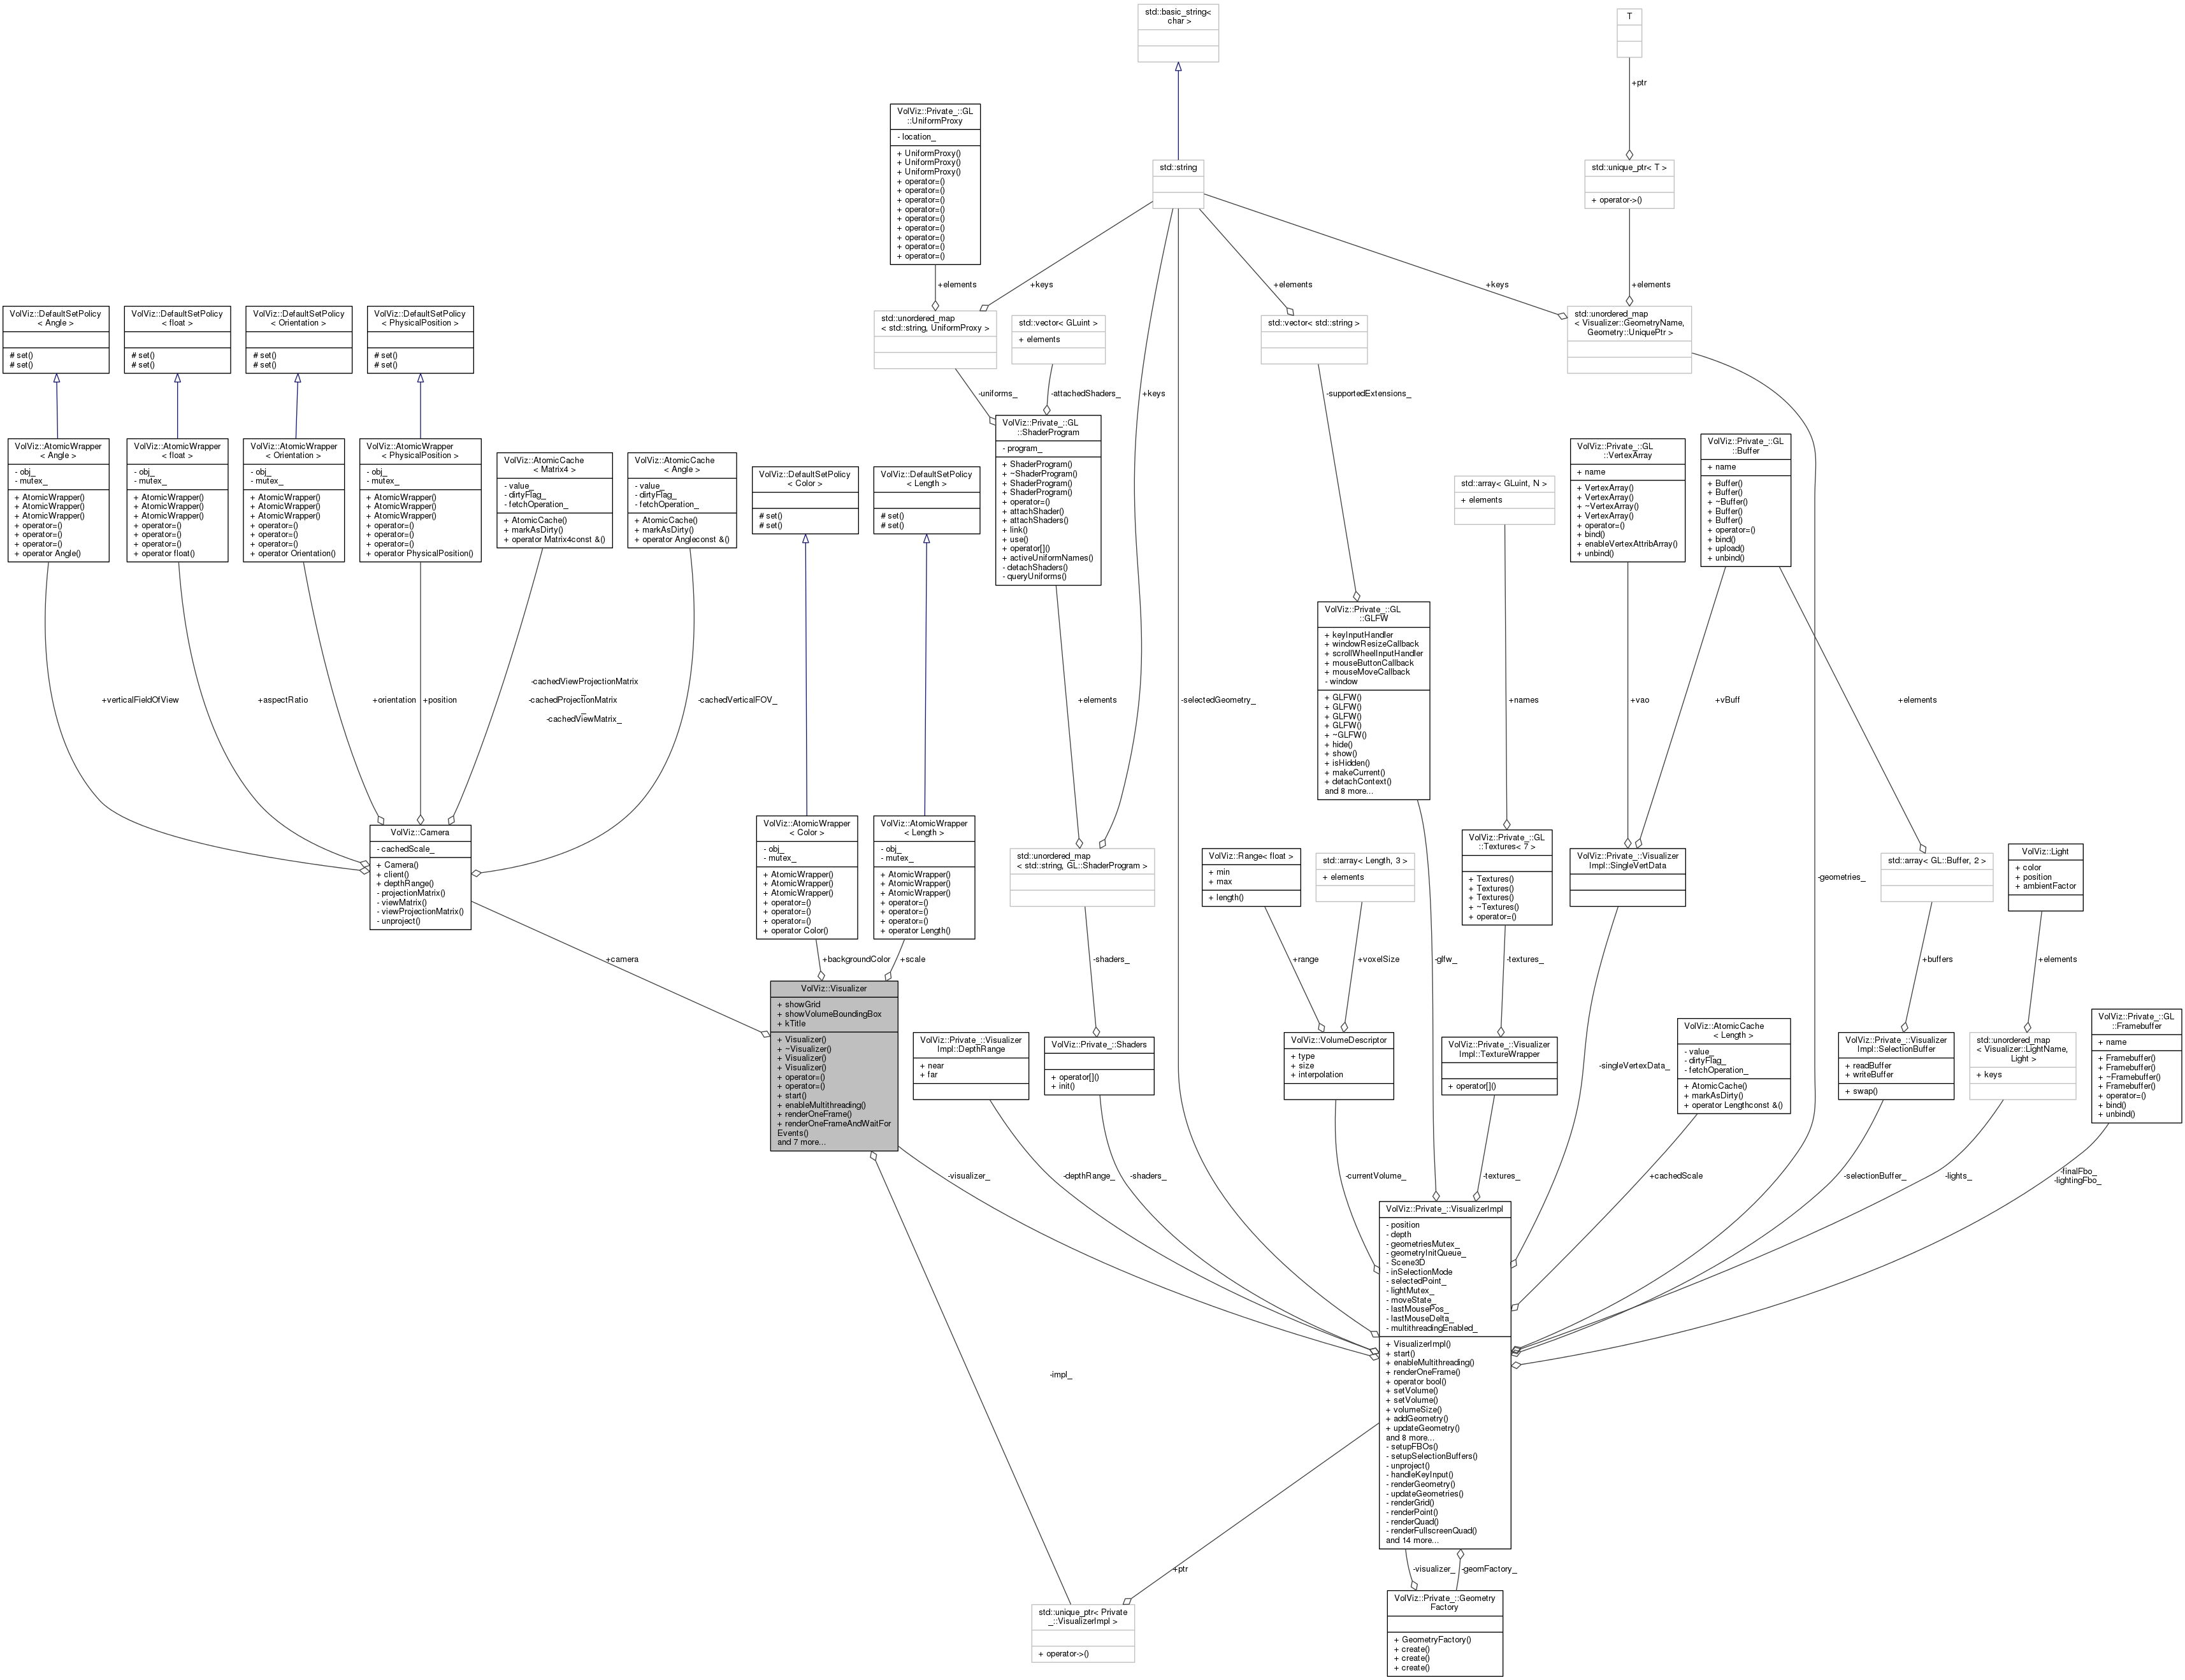 std::basic_string<
char >
T
+ptr
VolViz::Private_::GL
::UniformProxy
- location_
+ UniformProxy()
+ UniformProxy()
+ UniformProxy()
+ operator=()
+ operator=()
+ operator=()
+ operator=()
+ operator=()
+ operator=()
+ operator=()
+ operator=()
+ operator=()
std::string
std::unique_ptr< T >
+ operator->()
+elements
+keys
+elements
+keys
+elements
VolViz::DefaultSetPolicy
< Angle >
# set()
# set()
VolViz::DefaultSetPolicy
< float >
# set()
# set()
VolViz::DefaultSetPolicy
< Orientation >
# set()
# set()
VolViz::DefaultSetPolicy
< PhysicalPosition >
# set()
# set()
std::unordered_map
< std::string, UniformProxy >
std::vector< GLuint >
+ elements
std::vector< std::string >
std::unordered_map
< Visualizer::GeometryName,
Geometry::UniquePtr >
-uniforms_
-attachedShaders_
+keys
-supportedExtensions_
VolViz::AtomicWrapper
< Angle >
- obj_
- mutex_
+ AtomicWrapper()
+ AtomicWrapper()
+ AtomicWrapper()
+ operator=()
+ operator=()
+ operator=()
+ operator Angle()
VolViz::AtomicWrapper
< float >
- obj_
- mutex_
+ AtomicWrapper()
+ AtomicWrapper()
+ AtomicWrapper()
+ operator=()
+ operator=()
+ operator=()
+ operator float()
VolViz::AtomicWrapper
< Orientation >
- obj_
- mutex_
+ AtomicWrapper()
+ AtomicWrapper()
+ AtomicWrapper()
+ operator=()
+ operator=()
+ operator=()
+ operator Orientation()
VolViz::AtomicWrapper
< PhysicalPosition >
- obj_
- mutex_
+ AtomicWrapper()
+ AtomicWrapper()
+ AtomicWrapper()
+ operator=()
+ operator=()
+ operator=()
+ operator PhysicalPosition()
VolViz::AtomicCache
< Matrix4 >
- value_
- dirtyFlag_
- fetchOperation_
+ AtomicCache()
+ markAsDirty()
+ operator Matrix4const &()
VolViz::AtomicCache
< Angle >
- value_
- dirtyFlag_
- fetchOperation_
+ AtomicCache()
+ markAsDirty()
+ operator Angleconst &()
VolViz::DefaultSetPolicy
< Color >
# set()
# set()
VolViz::DefaultSetPolicy
< Length >
# set()
# set()
VolViz::Private_::GL
::ShaderProgram
- program_
+ ShaderProgram()
+ ~ShaderProgram()
+ ShaderProgram()
+ ShaderProgram()
+ operator=()
+ attachShader()
+ attachShaders()
+ link()
+ use()
+ operator[]()
+ activeUniformNames()
- detachShaders()
- queryUniforms()
std::array< GLuint, N >
+ elements
VolViz::Private_::GL
::VertexArray
+ name
+ VertexArray()
+ VertexArray()
+ ~VertexArray()
+ VertexArray()
+ operator=()
+ bind()
+ enableVertexAttribArray()
+ unbind()
VolViz::Private_::GL
::Buffer
+ name
+ Buffer()
+ Buffer()
+ ~Buffer()
+ Buffer()
+ Buffer()
+ operator=()
+ bind()
+ upload()
+ unbind()
VolViz::Private_::GL
::GLFW
+ keyInputHandler
+ windowResizeCallback
+ scrollWheelInputHandler
+ mouseButtonCallback
+ mouseMoveCallback
- window
+ GLFW()
+ GLFW()
+ GLFW()
+ GLFW()
+ ~GLFW()
+ hide()
+ show()
+ isHidden()
+ makeCurrent()
+ detachContext()
and 8 more...
+verticalFieldOfView
+aspectRatio
+orientation
+position
-cachedViewProjectionMatrix
_
-cachedProjectionMatrix
_
-cachedViewMatrix_
-cachedVerticalFOV_
+elements
-selectedGeometry_
+names
+vao
+vBuff
+elements
VolViz::Camera
- cachedScale_
+ Camera()
+ client()
+ depthRange()
- projectionMatrix()
- viewMatrix()
- viewProjectionMatrix()
- unproject()
VolViz::AtomicWrapper
< Color >
- obj_
- mutex_
+ AtomicWrapper()
+ AtomicWrapper()
+ AtomicWrapper()
+ operator=()
+ operator=()
+ operator=()
+ operator Color()
VolViz::AtomicWrapper
< Length >
- obj_
- mutex_
+ AtomicWrapper()
+ AtomicWrapper()
+ AtomicWrapper()
+ operator=()
+ operator=()
+ operator=()
+ operator Length()
std::unordered_map
< std::string, GL::ShaderProgram >
VolViz::Range< float >
+ min
+ max
+ length()
std::array< Length, 3 >
+ elements
VolViz::Private_::GL
::Textures< 7 >
+ Textures()
+ Textures()
+ Textures()
+ ~Textures()
+ operator=()
VolViz::Private_::Visualizer
Impl::SingleVertData
-geometries_
std::array< GL::Buffer, 2 >
VolViz::Light
+ color
+ position
+ ambientFactor
+camera
+backgroundColor
+scale
-shaders_
+range
+voxelSize
-glfw_
-textures_
+buffers
+elements
VolViz::Visualizer
+ showGrid
+ showVolumeBoundingBox
+ kTitle
+ Visualizer()
+ ~Visualizer()
+ Visualizer()
+ Visualizer()
+ operator=()
+ operator=()
+ start()
+ enableMultithreading()
+ renderOneFrame()
+ renderOneFrameAndWaitFor
Events()
and 7 more...
VolViz::Private_::Visualizer
Impl::DepthRange
+ near
+ far
VolViz::Private_::Shaders
+ operator[]()
+ init()
VolViz::VolumeDescriptor
+ type
+ size
+ interpolation
VolViz::Private_::Visualizer
Impl::TextureWrapper
+ operator[]()
-singleVertexData_
VolViz::AtomicCache
< Length >
- value_
- dirtyFlag_
- fetchOperation_
+ AtomicCache()
+ markAsDirty()
+ operator Lengthconst &()
VolViz::Private_::Visualizer
Impl::SelectionBuffer
+ readBuffer
+ writeBuffer
+ swap()
std::unordered_map
< Visualizer::LightName,
Light >
+ keys
VolViz::Private_::GL
::Framebuffer
+ name
+ Framebuffer()
+ Framebuffer()
+ ~Framebuffer()
+ Framebuffer()
+ operator=()
+ bind()
+ unbind()
-visualizer_
-depthRange_
-shaders_
-currentVolume_
-textures_
+cachedScale
-selectionBuffer_
-lights_
-finalFbo_
-lightingFbo_
VolViz::Private_::VisualizerImpl
- position
- depth
- geometriesMutex_
- geometryInitQueue_
- Scene3D
- inSelectionMode
- selectedPoint_
- lightMutex_
- moveState_
- lastMousePos_
- lastMouseDelta_
- multithreadingEnabled_
+ VisualizerImpl()
+ start()
+ enableMultithreading()
+ renderOneFrame()
+ operator bool()
+ setVolume()
+ setVolume()
+ volumeSize()
+ addGeometry()
+ updateGeometry()
and 8 more...
- setupFBOs()
- setupSelectionBuffers()
- unproject()
- handleKeyInput()
- renderGeometry()
- updateGeometries()
- renderGrid()
- renderPoint()
- renderQuad()
- renderFullscreenQuad()
and 14 more...
-impl_
+ptr
-visualizer_
-geomFactory_
std::unique_ptr< Private
_::VisualizerImpl >
+ operator->()
VolViz::Private_::Geometry
Factory
+ GeometryFactory()
+ create()
+ create()
+ create()